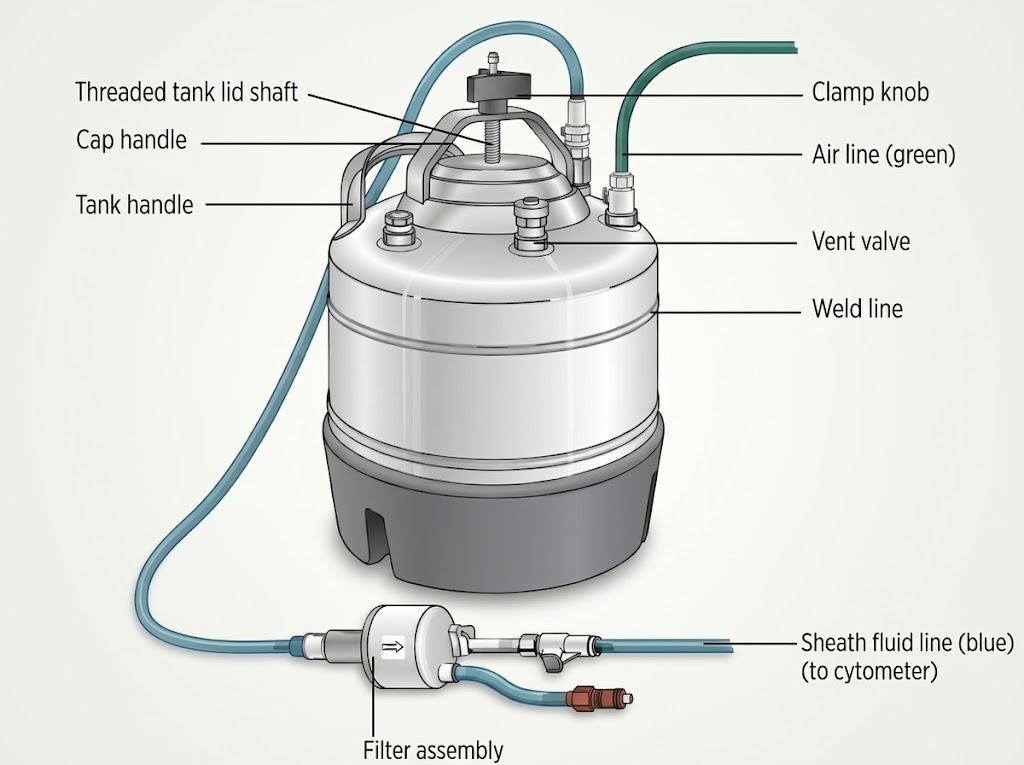 Threaded tank lid shaft
Cap handle
Tank handle
Clamp knob
Air line (green)
Vent valve
Weld line
Sheath fluid line (blue)
(to cytometer)
Filter assembly